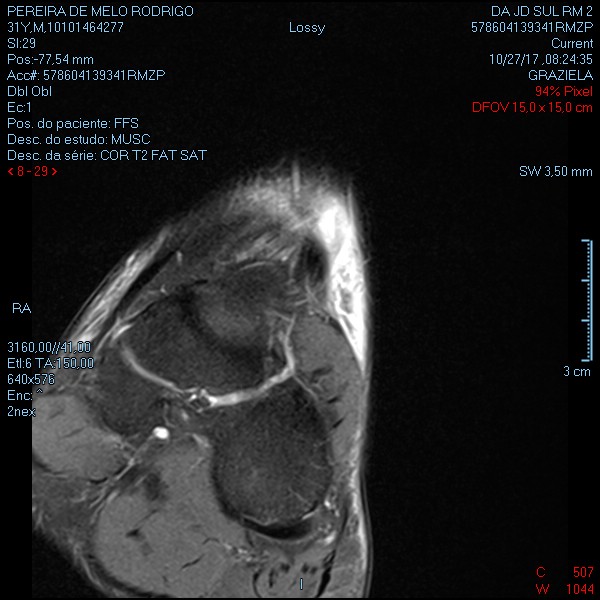 PEREIRA DE MELO RODRIGO
31Y,M,10101464277
Sl:29
Pos:-77,54 mm
Acc#: 578604139341RMZP
Dbl Obl
Ec:1
Pos. do paciente: FFS
Desc. do estudo: MUSC
Desc. da série: COR T2 FAT SAT
< 8 - 29 >
Lossy
DA JD SUL RM 2
578604139341RMZP
Current
10/27/17 ,08:24:35
GRAZIELA
94% Pixel
DFOV 15,0 x 15,0 cm
SW 3,50 mm
RA
3160,00//41,00
Etl:6 TA:150.00
640x576
Enc: ^
2nex
3 cm
I
C 507
W 1044